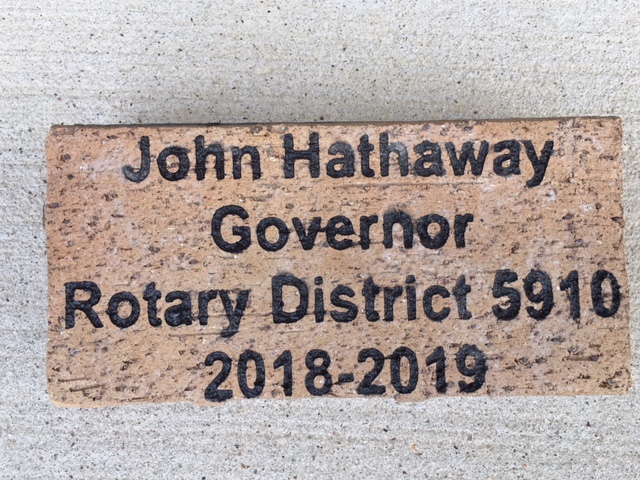 John Hathaway
Governor
Rotary District 5910
2018-2019